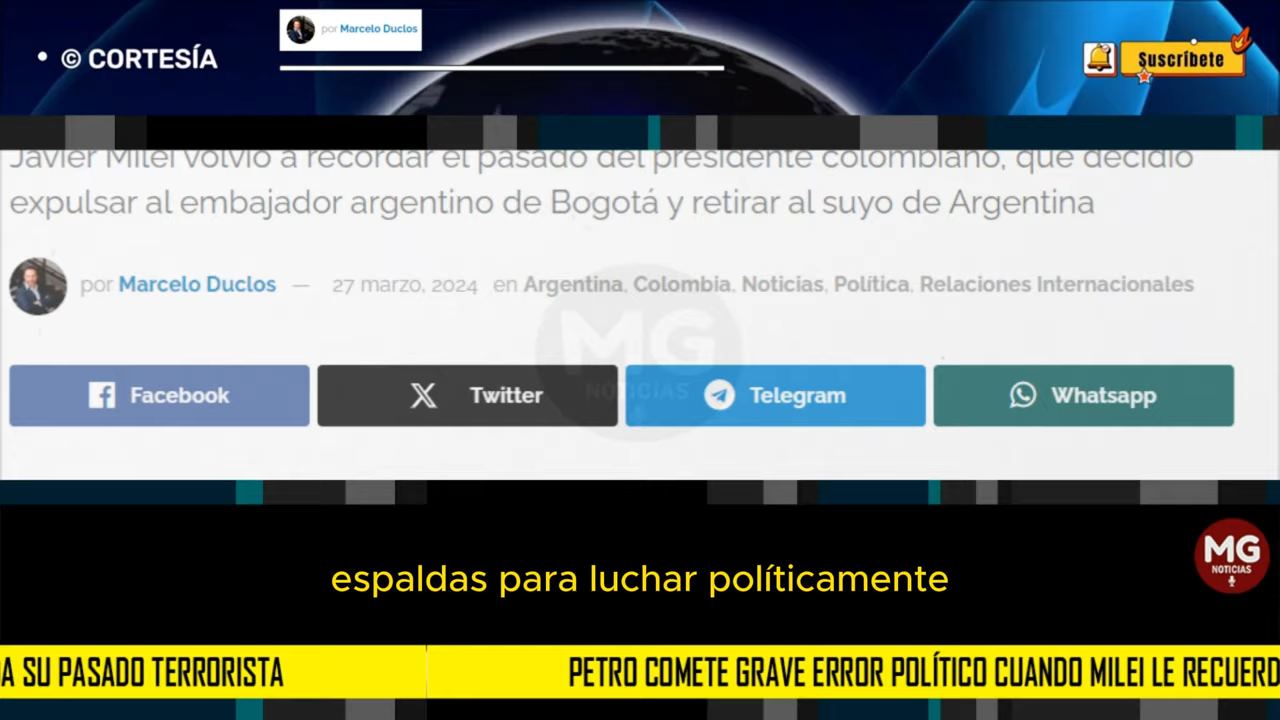 • © CORTESÍA
por Marcelo Duclos
Suscríbete
Javier Milei volvió a recordar el pasado del presidente colombiano, que decidió
expulsar al embajador argentino de Bogotá y retirar al suyo de Argentina
por Marcelo Duclos — 27 marzo, 2024 en Argentina, Colombia, Noticias, Política, Relaciones Internacionales
MG
NOTICIAS
Facebook
Twitter
Telegram
Whatsapp
espaldas para luchar políticamente
MG
NOTICIAS
A SU PASADO TERRORISTA
PETRO COMETE GRAVE ERROR POLÍTICO CUANDO MILEI LE RECUERD